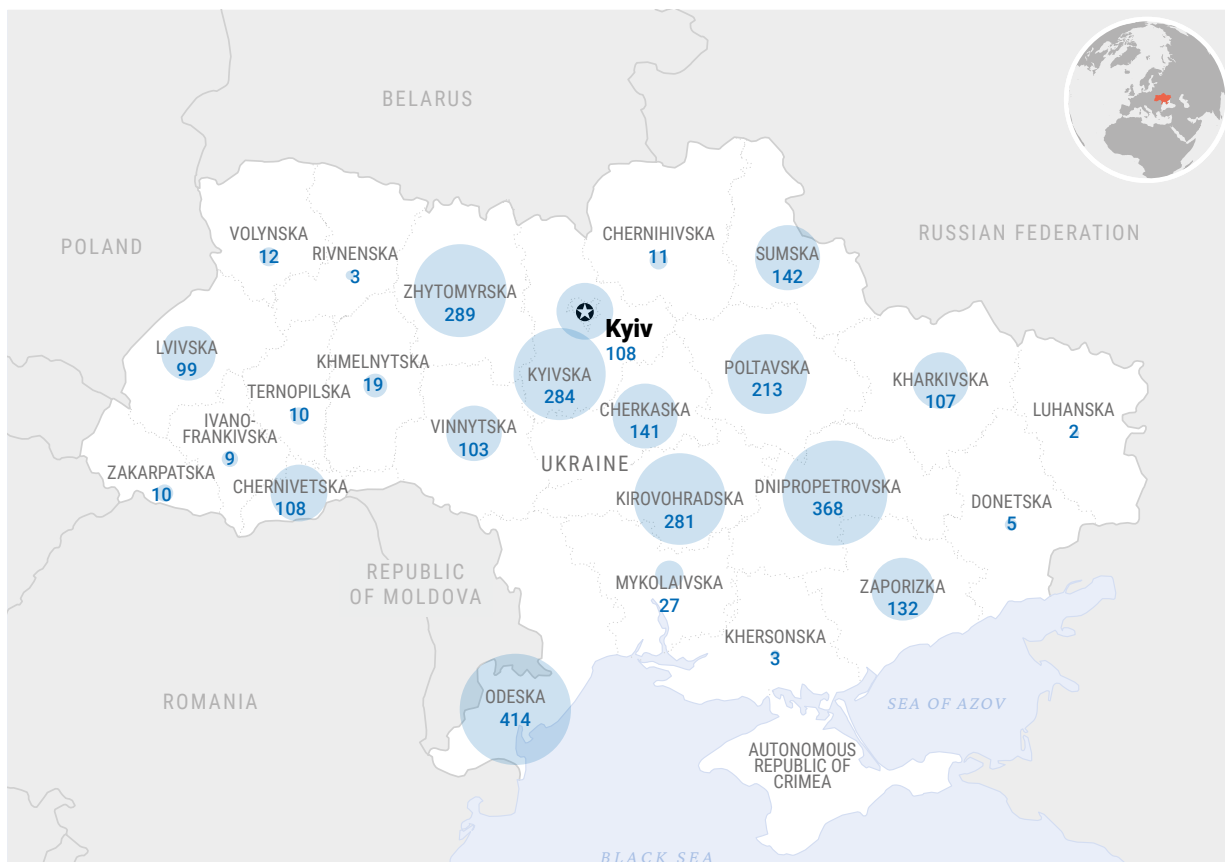 BELARUS
POLAND
RUSSIAN FEDERATION
VOLYNSKA
12
RIVNENSKA
3
CHERNIHIVSKA
11
SUMSKA
142
ZHYTOMYRSKA
289
Kyiv
108
LVIVSKA
99
KHMELNYTSKA
19
KYIVSKA
284
POLTAVSKA
213
KHARKIVSKA
107
TERNOPILSKA
10
CHERKASKA
141
LUHANSKA
2
IVANO-
FRANKIVSKA
9
VINNYTSKA
103
UKRAINE
ZAKARPATSKA
10
CHERNIVETSKA
108
KIROVOHRADSKA
281
DNIPROPETROVSKA
368
DONETSKA
5
REPUBLIC
OF MOLDOVA
MYKOLAIVSKA
27
ZAPORIZKA
132
KHERSONSKA
3
ROMANIA
ODESKA
414
SEA OF AZOV
AUTONOMOUS
REPUBLIC OF
CRIMEA
BLACK SEA